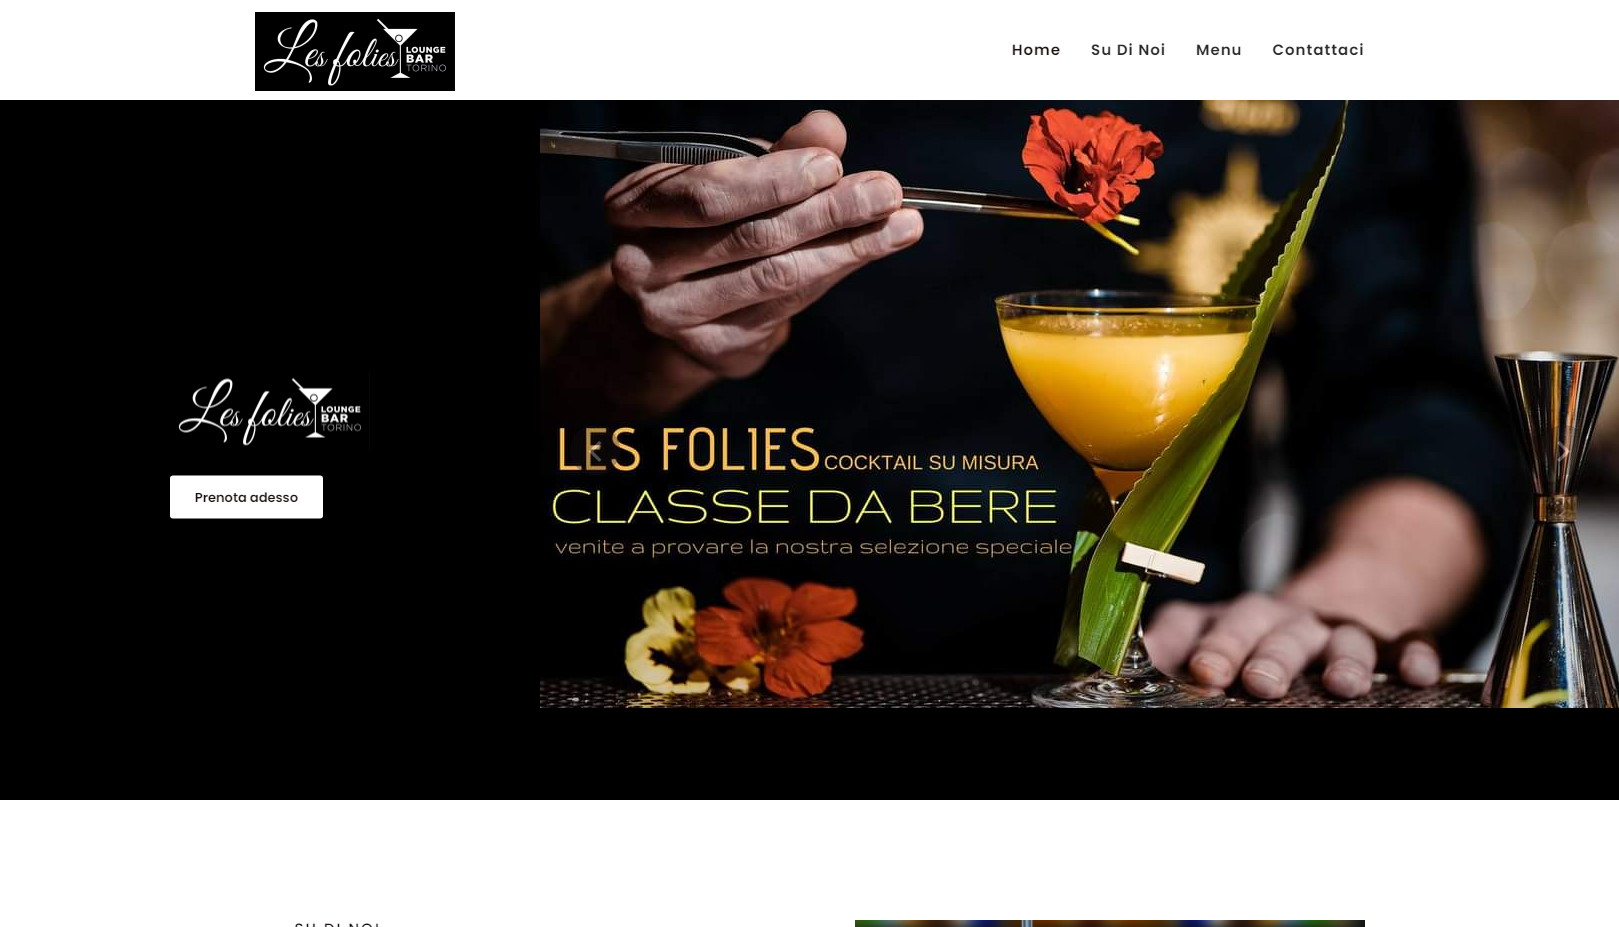 Les folies LOUNGE BAR TORINO
Home Su Di Noi Menu Contattaci
Les folies LOUNGE BAR TORINO
Prenota adesso
LES FOLIES COCKTAIL SU MISURA
CLASSE DA BERE
venite a provare la nostra selezione speciale
SU DI NOI